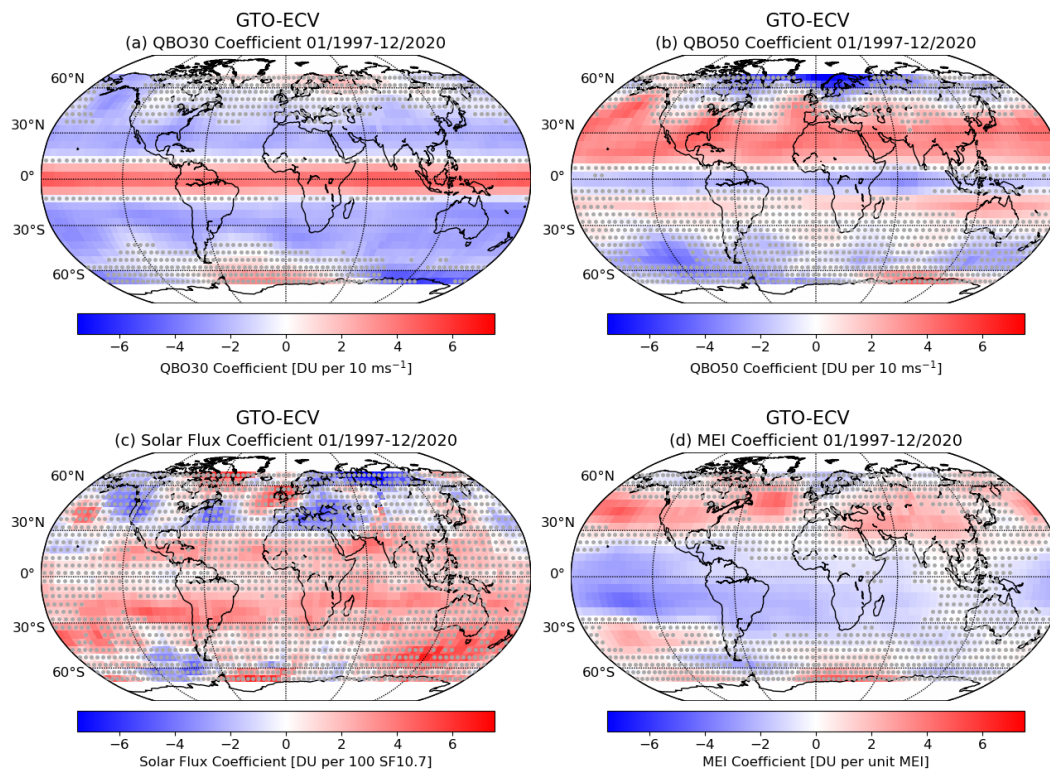 GTO-ECV
(a) QBO30 Coefficient 01/1997-12/2020
60°N
30°N
0°
30°S
60°S
−6 −4 −2 0 2 4 6
QBO30 Coefficient [DU per 10 ms⁻¹]
GTO-ECV
(b) QBO50 Coefficient 01/1997-12/2020
60°N
30°N
0°
30°S
60°S
−6 −4 −2 0 2 4 6
QBO50 Coefficient [DU per 10 ms⁻¹]
GTO-ECV
(c) Solar Flux Coefficient 01/1997-12/2020
60°N
30°N
0°
30°S
60°S
−6 −4 −2 0 2 4 6
Solar Flux Coefficient [DU per 100 SF10.7]
GTO-ECV
(d) MEI Coefficient 01/1997-12/2020
60°N
30°N
0°
30°S
60°S
−6 −4 −2 0 2 4 6
MEI Coefficient [DU per unit MEI]